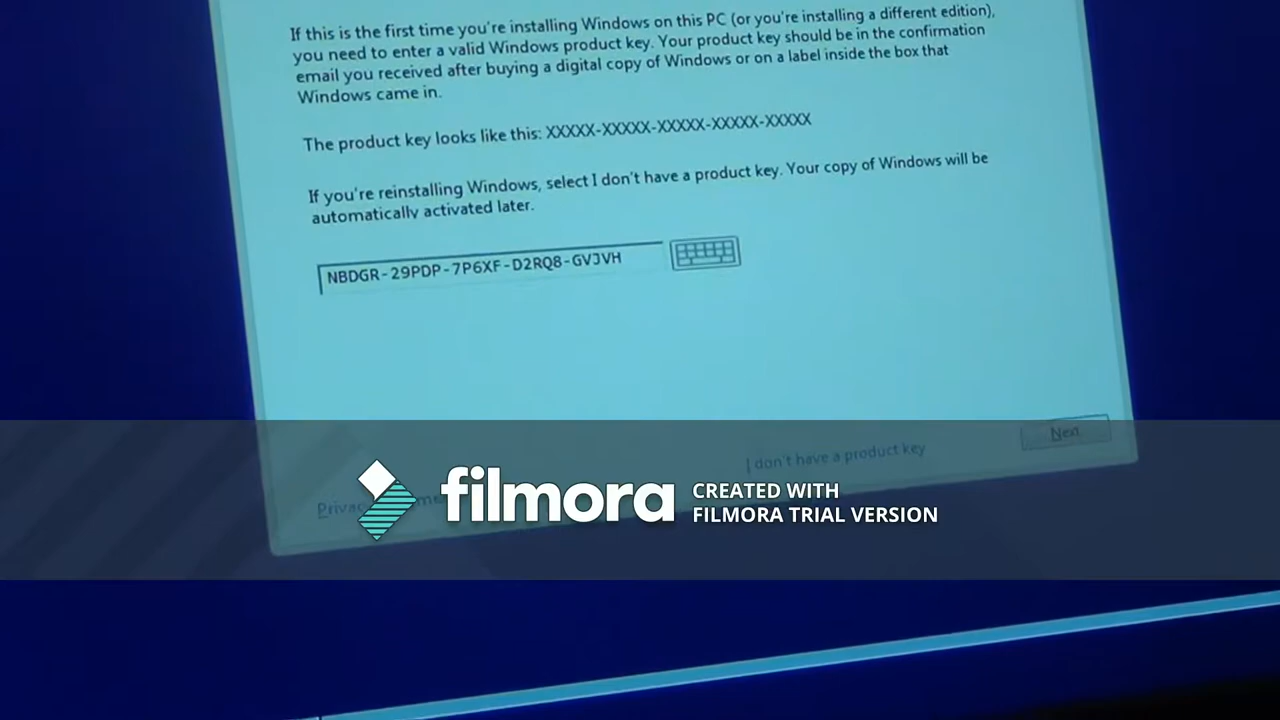 If this is the first time you're installing Windows on this PC (or you're installing a different edition),
you need to enter a valid Windows product key. Your product key should be in the confirmation
email you received after buying a digital copy of Windows or on a label inside the box that
Windows came in.
The product key looks like this: XXXXX-XXXXX-XXXXX-XXXXX-XXXXX
If you're reinstalling Windows, select I don't have a product key. Your copy of Windows will be
automatically activated later.
NBDGR-29PDP-7P6XF-D2RQ8-GVJVH
Next
I don't have a product key
filmora
CREATED WITH
FILMORA TRIAL VERSION